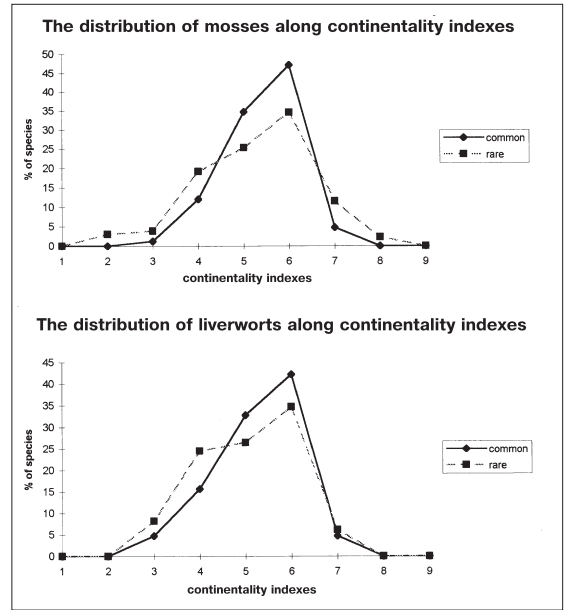 The distribution of mosses along continentality indexes
50
45
40
35
30
25
20
15
10
5
0
% of species
1 2 3 4 5 6 7 8 9
continentality indexes
common
rare
The distribution of liverworts along continentality indexes
45
40
35
30
25
20
15
10
5
0
% of species
1 2 3 4 5 6 7 8 9
continentality indexes
common
rare